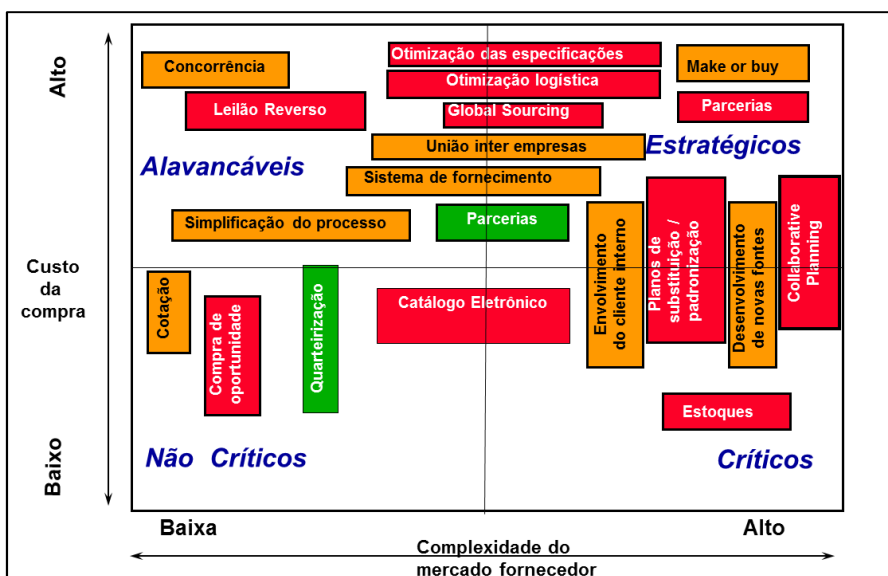 Alto
Concorrência
Otimização das especificações
Make or buy
Otimização logística
Leilão Reverso
Global Sourcing
Parcerias
União inter empresas
Estratégicos
Alavancáveis
Sistema de fornecimento
Simplificação do processo
Parcerias
Envolvimento
do cliente interno
Planos de
substituição /
padronização
Desenvolvimento
de novas fontes
Collaborative
Planning
Custo
da
compra
Cotação
Compra de
oportunidade
Quarteirização
Catálogo Eletrônico
Estoques
Baixo
Não Críticos
Críticos
Baixa
Alto
Complexidade do
mercado fornecedor